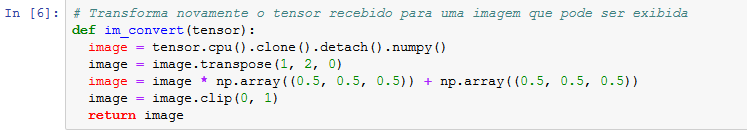 In [6]: # Transforma novamente o tensor recebido para uma imagem que pode ser exibida
def im_convert(tensor):
  image = tensor.cpu().clone().detach().numpy()
  image = image.transpose(1, 2, 0)
  image = image * np.array((0.5, 0.5, 0.5)) + np.array((0.5, 0.5, 0.5))
  image = image.clip(0, 1)
  return image